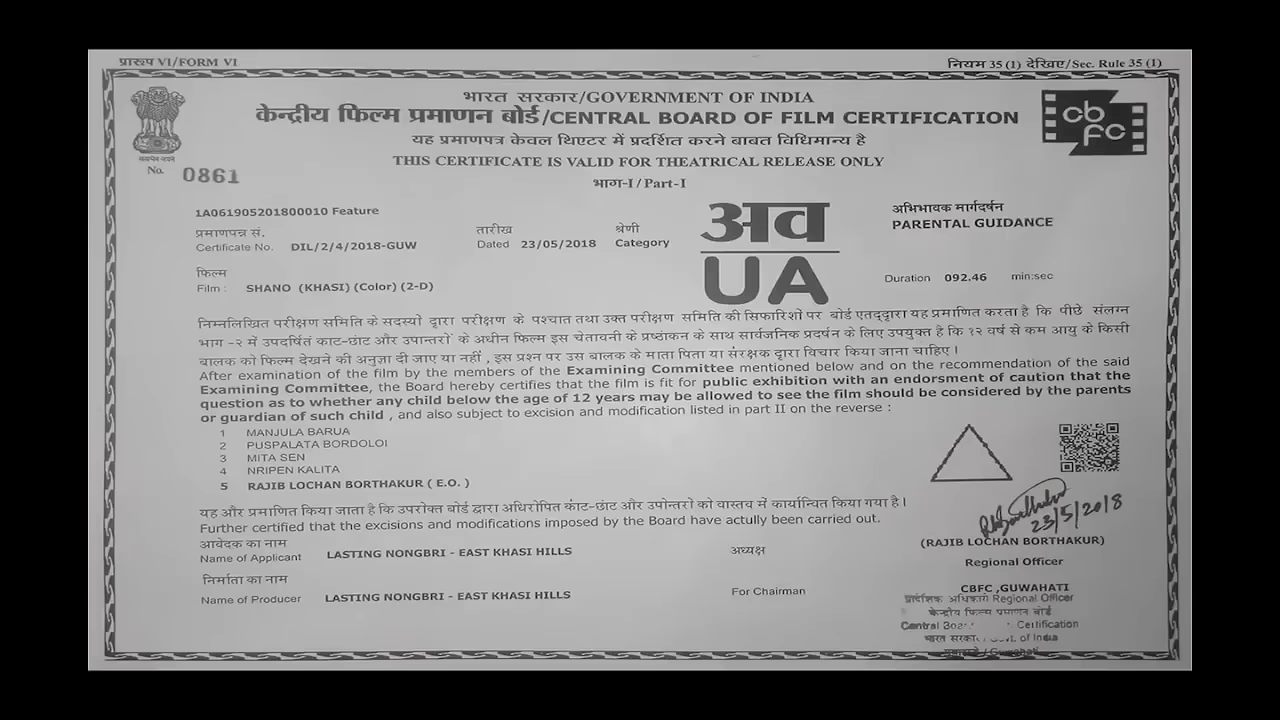 प्रारूप VI/FORM VI
नियम 35 (1) देखिए/Sec. Rule 35 (1)
भारत सरकार/GOVERNMENT OF INDIA
केन्द्रीय फिल्म प्रमाणन बोर्ड/CENTRAL BOARD OF FILM CERTIFICATION
यह प्रमाणपत्र केवल थिएटर में प्रदर्शित करने बाबत विधिमान्य है
THIS CERTIFICATE IS VALID FOR THEATRICAL RELEASE ONLY
cb
fc
सत्यमेव जयते
No. 0861
भाग-I / Part-I
1A061905201800010 Feature
प्रमाणपत्र सं.
Certificate No. DIL/2/4/2018-GUW
तारीख
Dated 23/05/2018
श्रेणी
Category
अव
UA
अभिभावक मार्गदर्षन
PARENTAL GUIDANCE
फिल्म
Film : SHANO (KHASI) (Color) (2-D)
Duration 092.46 min:sec
निम्नलिखित परीक्षण समिति के सदस्यों द्वारा परीक्षण के पश्चात तथा उक्त परीक्षण समिति की सिफारिशों पर बोर्ड एतद्द्वारा यह प्रमाणित करता है कि पीछे संलग्न
भाग -२ में उपदर्षित काट-छांट और उपान्तरों के अधीन फिल्म इस चेतावनी के प्रष्ठांकन के साथ सार्वजनिक प्रदर्षन के लिए उपयुक्त है कि १२ वर्ष से कम आयु के किसी
बालक को फिल्म देखने की अनुज्ञा दी जाए या नहीं , इस प्रश्न पर उस बालक के माता पिता या संरक्षक द्वारा विचार किया जाना चाहिए ।
After examination of the film by the members of the Examining Committee mentioned below and on the recommendation of the said
Examining Committee, the Board hereby certifies that the film is fit for public exhibition with an endorsment of caution that the
question as to whether any child below the age of 12 years may be allowed to see the film should be considered by the parents
or guardian of such child , and also subject to excision and modification listed in part II on the reverse :
1 MANJULA BARUA
2 PUSPALATA BORDOLOI
3 MITA SEN
4 NRIPEN KALITA
5 RAJIB LOCHAN BORTHAKUR ( E.O. )
यह और प्रमाणित किया जाता है कि उपरोक्त बोर्ड द्वारा अधिरोपित काट-छांट और उपोन्तरों को वास्तव में कार्यान्वित किया गया है ।
Further certified that the excisions and modifications imposed by the Board have actully been carried out.
23/5/2018
आवेदक का नाम
Name of Applicant LASTING NONGBRI - EAST KHASI HILLS
अध्यक्ष
(RAJIB LOCHAN BORTHAKUR)
Regional Officer
निर्माता का नाम
Name of Producer LASTING NONGBRI - EAST KHASI HILLS
For Chairman
CBFC ,GUWAHATI
प्रादेशिक अधिकारी Regional Officer
केन्द्रीय फिल्म प्रमाणन बोर्ड
Central Certification
भारत सरकार of India
Guwahati